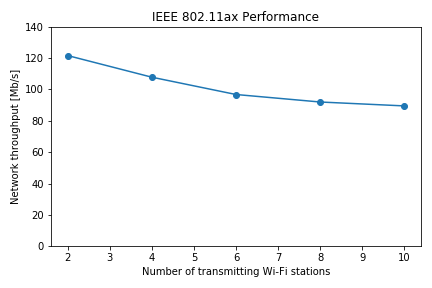 IEEE 802.11ax Performance
Network throughput [Mb/s]
140
120
100
80
60
40
20
0
2 3 4 5 6 7 8 9 10
Number of transmitting Wi-Fi stations